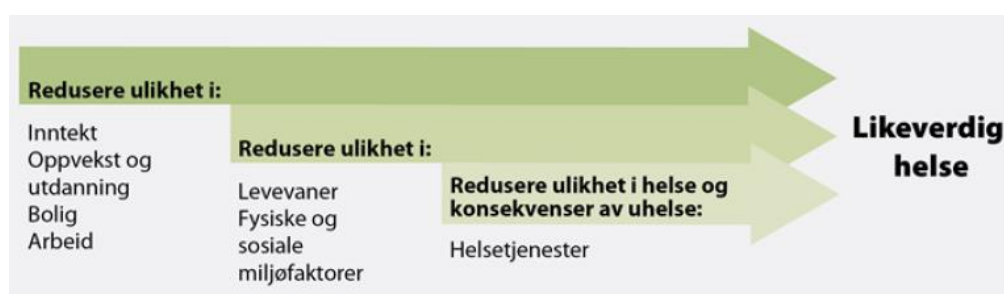 Redusere ulikhet i:
Inntekt
Oppvekst og
utdanning
Bolig
Arbeid
Redusere ulikhet i:
Levevaner
Fysiske og
sosiale
miljøfaktorer
Redusere ulikhet i helse og
konsekvenser av uhelse:
Helsetjenester
Likeverdig
helse